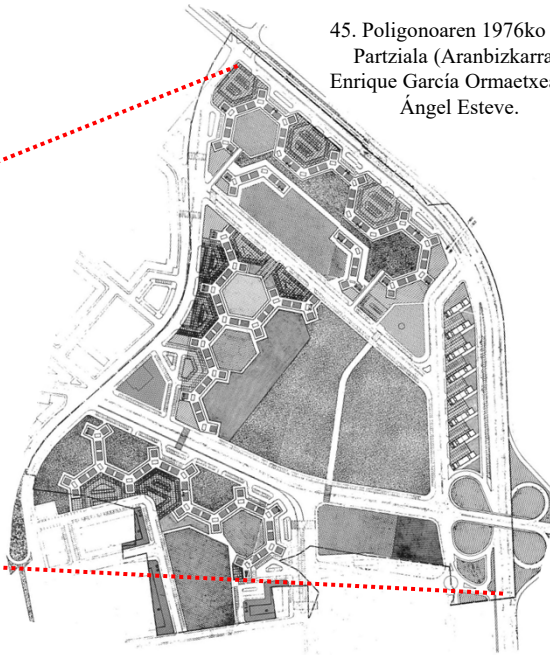 45. Poligonoaren 1976ko
Partziala (Aranbizkarra
Enrique García Ormaetxea
Ángel Esteve.